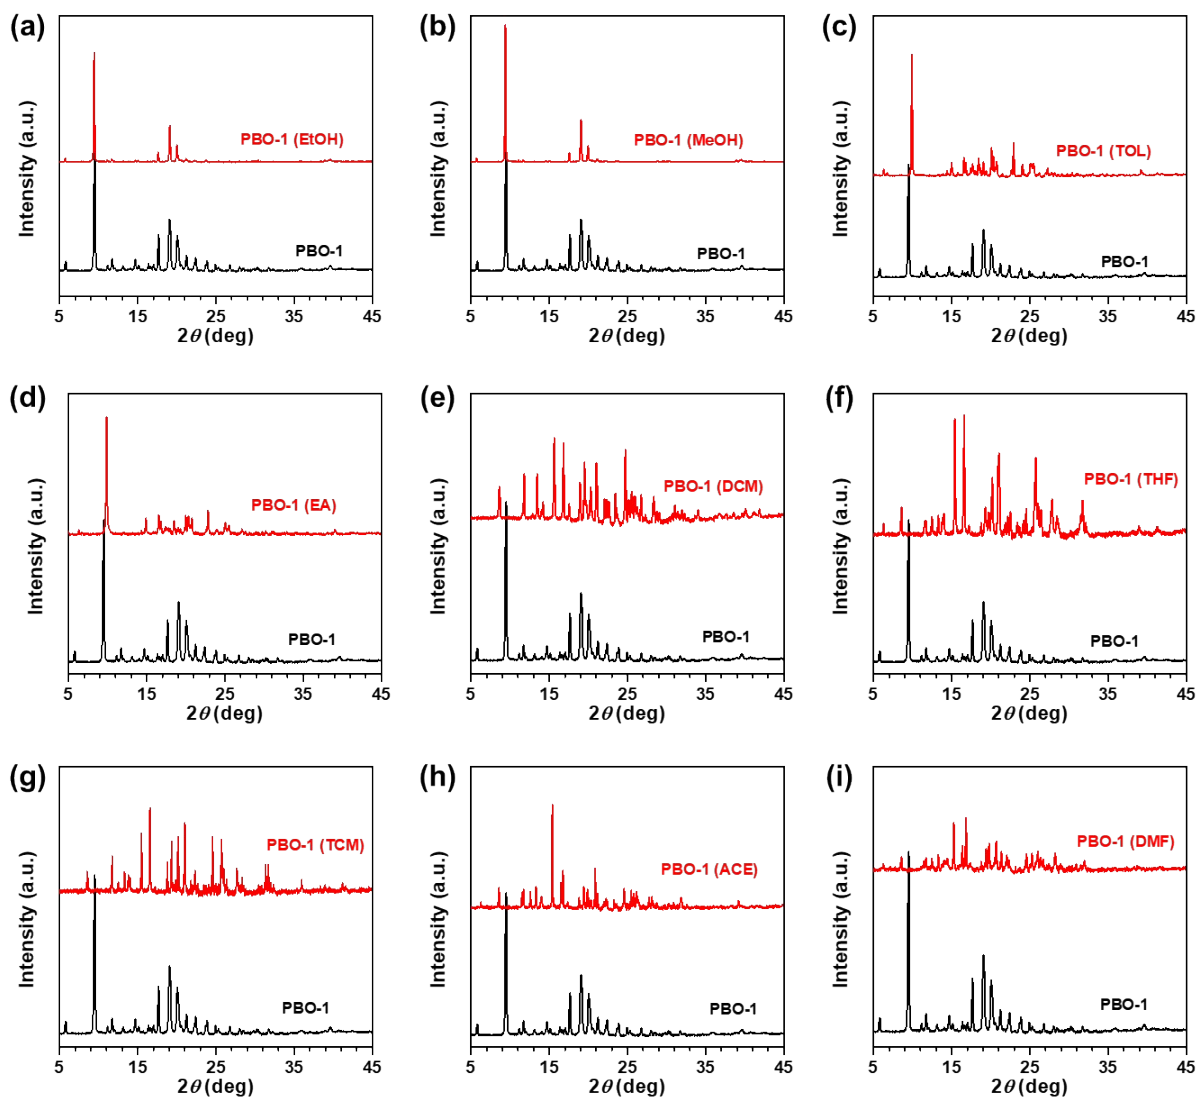 (a)
Intensity (a.u.)
PBO-1 (EtOH)
PBO-1
5 15 25 35 45
2θ (deg)
(b)
Intensity (a.u.)
PBO-1 (MeOH)
PBO-1
5 15 25 35 45
2θ (deg)
(c)
Intensity (a.u.)
PBO-1 (TOL)
PBO-1
5 15 25 35 45
2θ (deg)
(d)
Intensity (a.u.)
PBO-1 (EA)
PBO-1
5 15 25 35 45
2θ (deg)
(e)
Intensity (a.u.)
PBO-1 (DCM)
PBO-1
5 15 25 35 45
2θ (deg)
(f)
Intensity (a.u.)
PBO-1 (THF)
PBO-1
5 15 25 35 45
2θ (deg)
(g)
Intensity (a.u.)
PBO-1 (TCM)
PBO-1
5 15 25 35 45
2θ (deg)
(h)
Intensity (a.u.)
PBO-1 (ACE)
PBO-1
5 15 25 35 45
2θ (deg)
(i)
Intensity (a.u.)
PBO-1 (DMF)
PBO-1
5 15 25 35 45
2θ (deg)